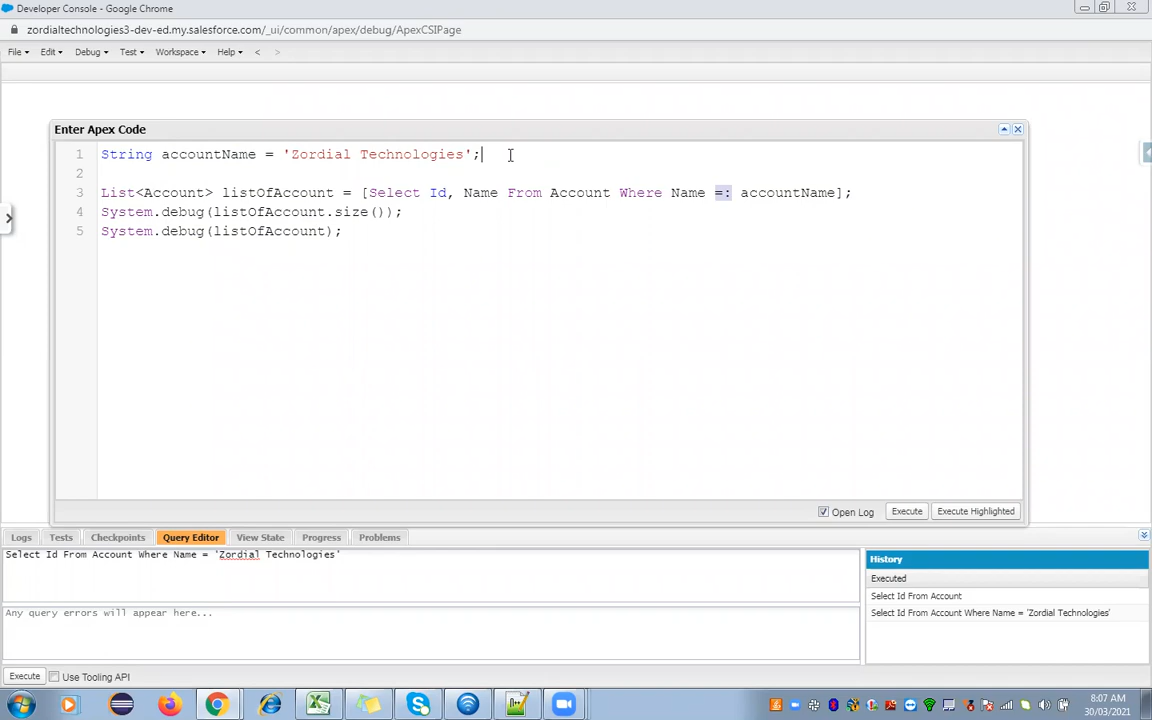 Developer Console - Google Chrome
zordialtechnologies3-dev-ed.my.salesforce.com/_ui/common/apex/debug/ApexCSIPage
File Edit Debug Test Workspace Help < >
Enter Apex Code
1 String accountName = 'Zordial Technologies';
2
3 List<Account> listOfAccount = [Select Id, Name From Account Where Name =: accountName];
4 System.debug(listOfAccount.size());
5 System.debug(listOfAccount);
Open Log Execute Execute Highlighted
Logs Tests Checkpoints Query Editor View State Progress Problems
Select Id From Account Where Name = 'Zordial Technologies'
Any query errors will appear here...
History
Executed
Select Id From Account
Select Id From Account Where Name = 'Zordial Technologies'
Execute Use Tooling API
8:07 AM
30/03/2021